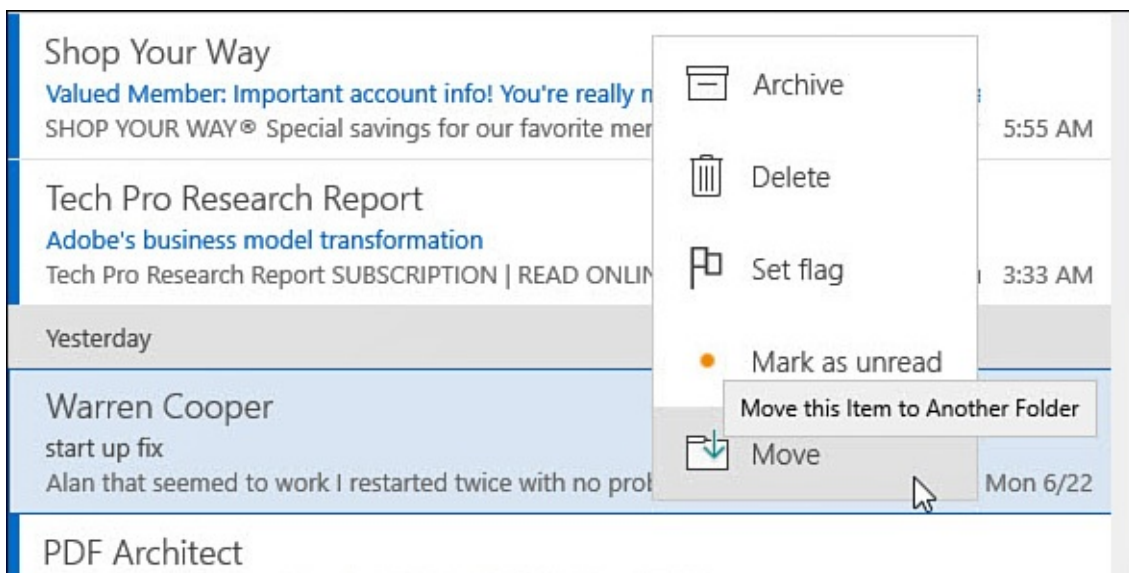 Shop Your Way
Valued Member: Important account info! You're really
SHOP YOUR WAY® Special savings for our favorite
5:55 AM
Tech Pro Research Report
Adobe's business model transformation
Tech Pro Research Report SUBSCRIPTION | READ
3:33 AM
Yesterday
Warren Cooper
start up fix
Alan that seemed to work I restarted twice with no
Mon 6/22
PDF Architect
Archive
Delete
Set flag
Mark as unread
Move this Item to Another Folder
Move